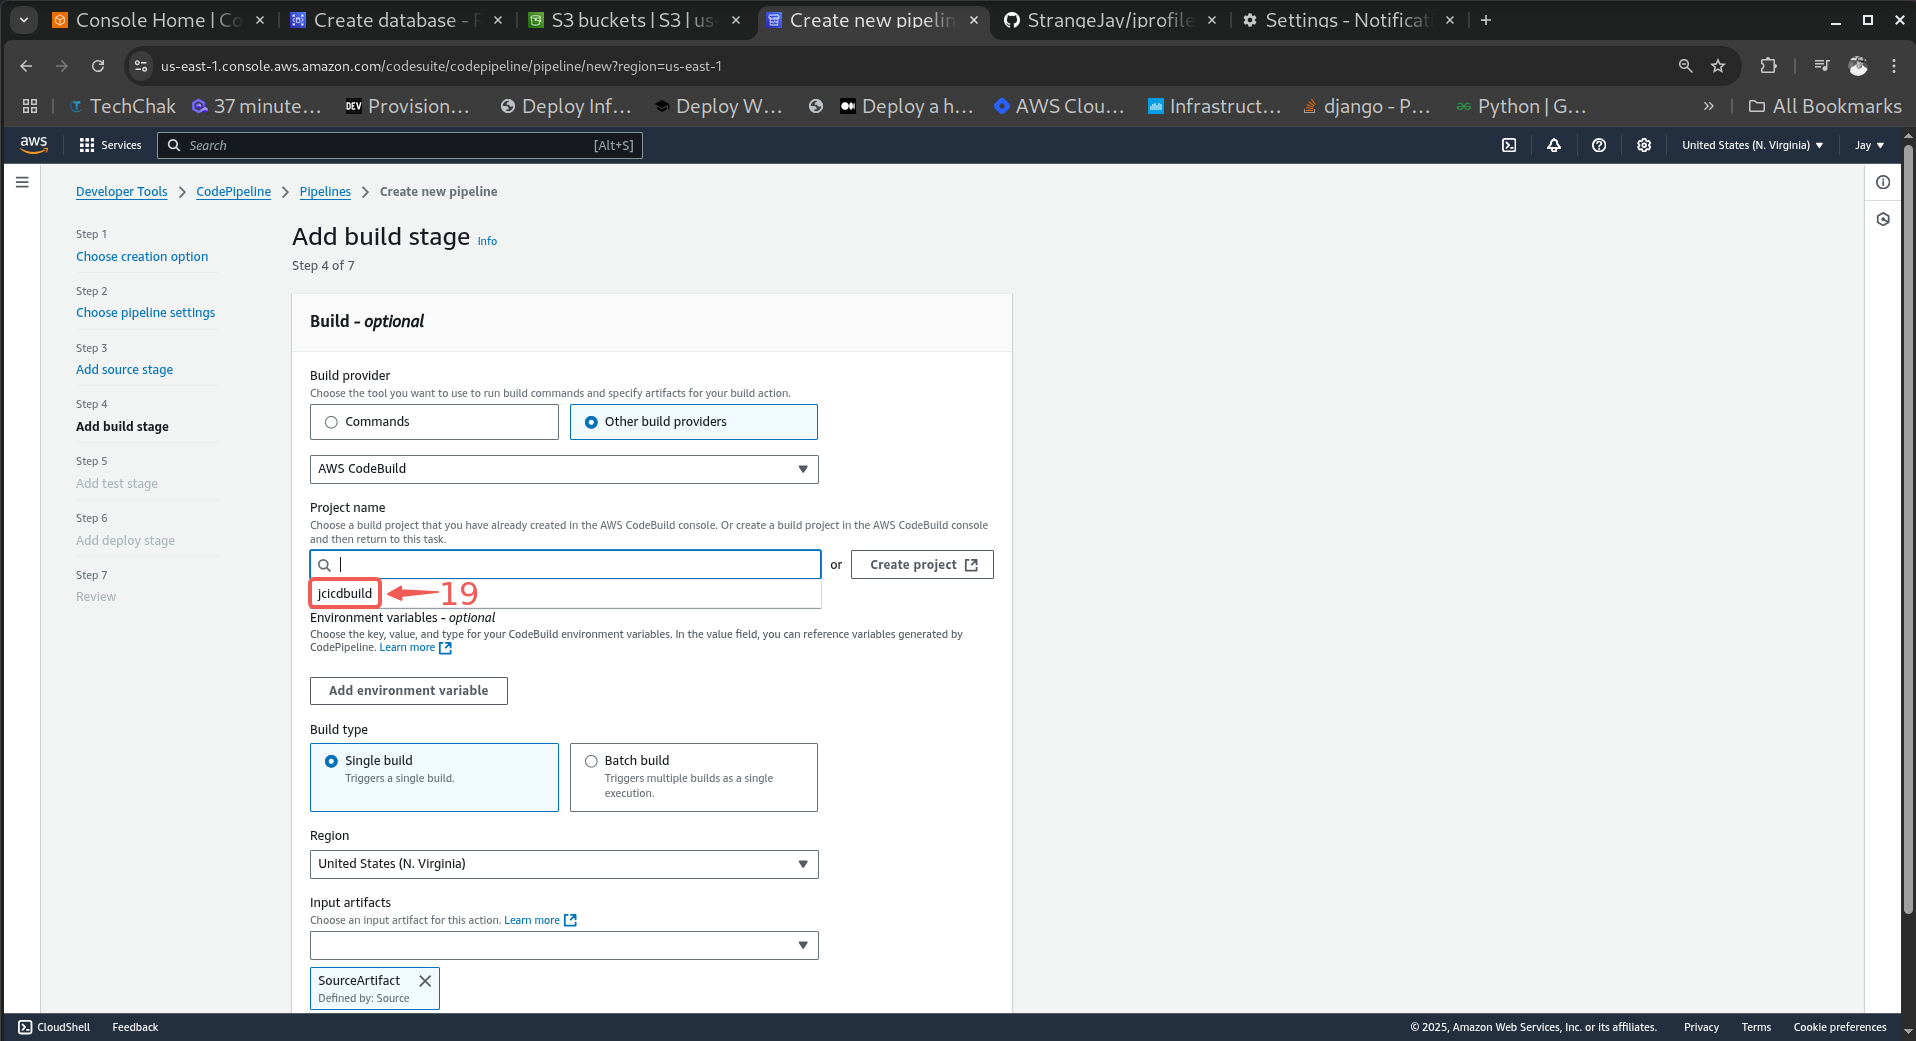 Console Home | Co
Create database - R
S3 buckets | S3 | us-
Create new pipelin
StrangeJay/jprofile
Settings - Notificat
us-east-1.console.aws.amazon.com/codesuite/codepipeline/pipeline/new?region=us-east-1
TechChak
37 minute...
DEV Provision...
Deploy Inf...
Deploy W...
Deploy a h...
AWS Clou...
Infrastruct...
django - P...
Python | G...
All Bookmarks
aws
Services
Search
[Alt+S]
United States (N. Virginia)
Jay
Developer Tools
CodePipeline
Pipelines
Create new pipeline
Step 1
Choose creation option
Step 2
Choose pipeline settings
Step 3
Add source stage
Step 4
Add build stage
Step 5
Add test stage
Step 6
Add deploy stage
Step 7
Review
Add build stage Info
Step 4 of 7
Build - optional
Build provider
Choose the tool you want to use to run build commands and specify artifacts for your build action.
Commands
Other build providers
AWS CodeBuild
Project name
Choose a build project that you have already created in the AWS CodeBuild console. Or create a build project in the AWS CodeBuild console
and then return to this task.
or
Create project
jcicdbuild
19
Environment variables - optional
Choose the key, value, and type for your CodeBuild environment variables. In the value field, you can reference variables generated by
CodePipeline. Learn more
Add environment variable
Build type
Single build
Triggers a single build.
Batch build
Triggers multiple builds as a single
execution.
Region
United States (N. Virginia)
Input artifacts
Choose an input artifact for this action. Learn more
SourceArtifact
Defined by: Source
CloudShell
Feedback
© 2025, Amazon Web Services, Inc. or its affiliates.
Privacy
Terms
Cookie preferences